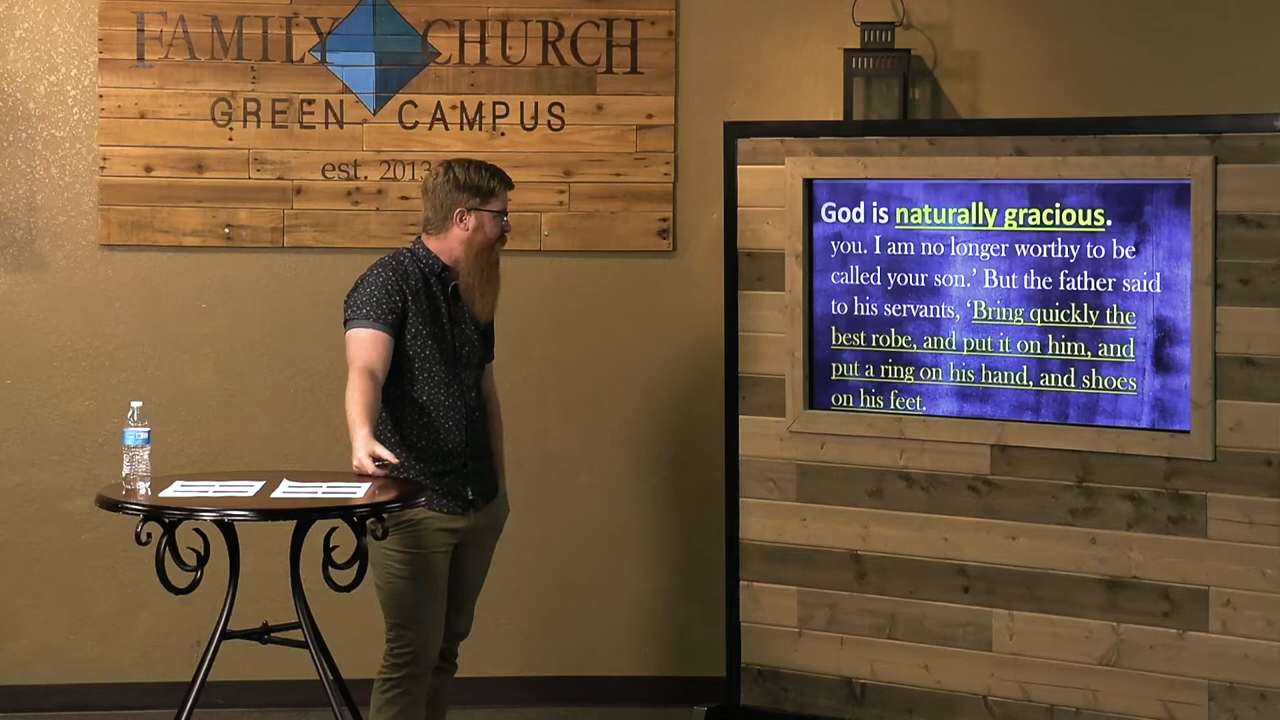 FAMILY CHURCH
GREEN CAMPUS
est. 2013
God is naturally gracious.
you. I am no longer worthy to be
called your son.’ But the father said
to his servants, ‘Bring quickly the
best robe, and put it on him, and
put a ring on his hand, and shoes
on his feet.